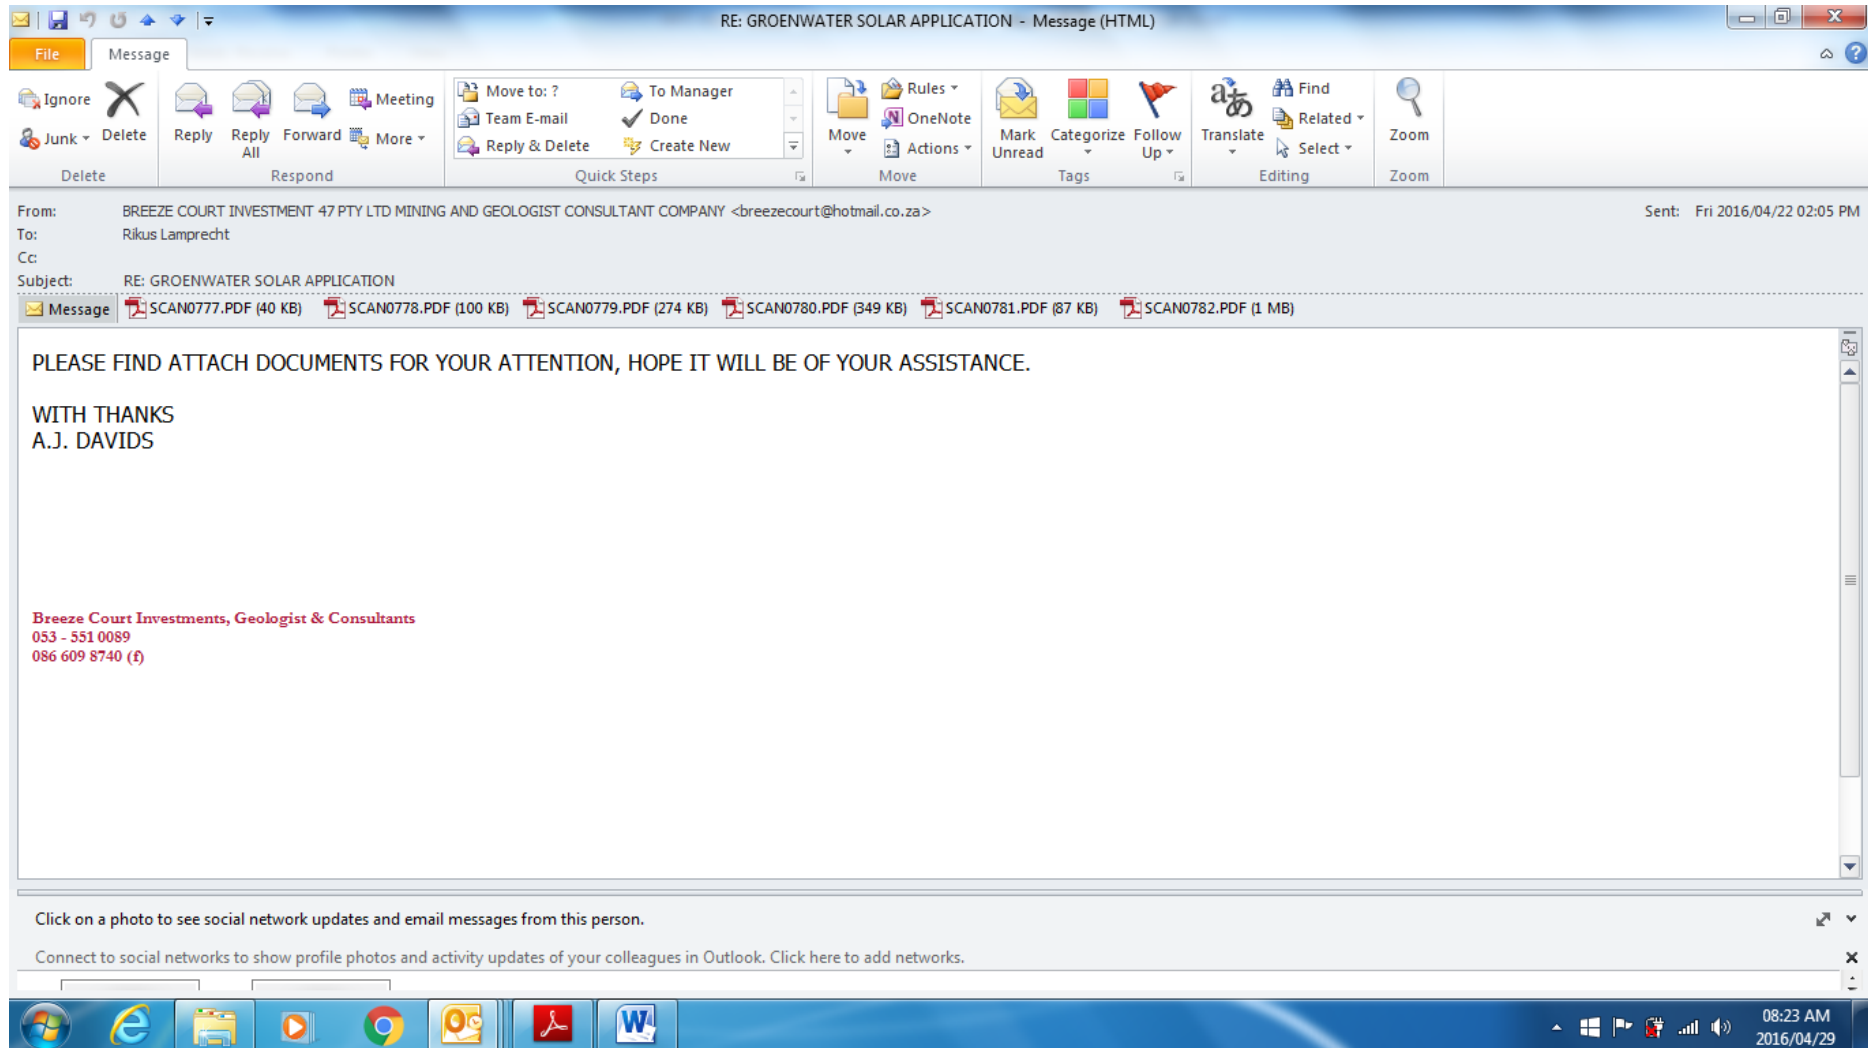 RE: GROENWATER SOLAR APPLICATION - Message (HTML)
File Message
Ignore
Junk
Delete
Reply
Reply All
Forward
Meeting
More
Move to: ?
Team E-mail
Reply & Delete
To Manager
Done
Create New
Move
Rules
OneNote
Actions
Mark Unread
Categorize
Follow Up
Translate
Find
Related
Select
Zoom
Delete Respond Quick Steps Move Tags Editing Zoom
From: BREEZE COURT INVESTMENT 47 PTY LTD MINING AND GEOLOGIST CONSULTANT COMPANY <breezecourt@hotmail.co.za> Sent: Fri 2016/04/22 02:05 PM
To: Rikus Lamprecht
Cc:
Subject: RE: GROENWATER SOLAR APPLICATION
Message SCAN0777.PDF (40 KB) SCAN0778.PDF (100 KB) SCAN0779.PDF (274 KB) SCAN0780.PDF (349 KB) SCAN0781.PDF (87 KB) SCAN0782.PDF (1 MB)
PLEASE FIND ATTACH DOCUMENTS FOR YOUR ATTENTION, HOPE IT WILL BE OF YOUR ASSISTANCE.
WITH THANKS
A.J. DAVIDS
Breeze Court Investments, Geologist & Consultants
053 - 551 0089
086 609 8740 (f)
Click on a photo to see social network updates and email messages from this person.
Connect to social networks to show profile photos and activity updates of your colleagues in Outlook. Click here to add networks.
08:23 AM
2016/04/29